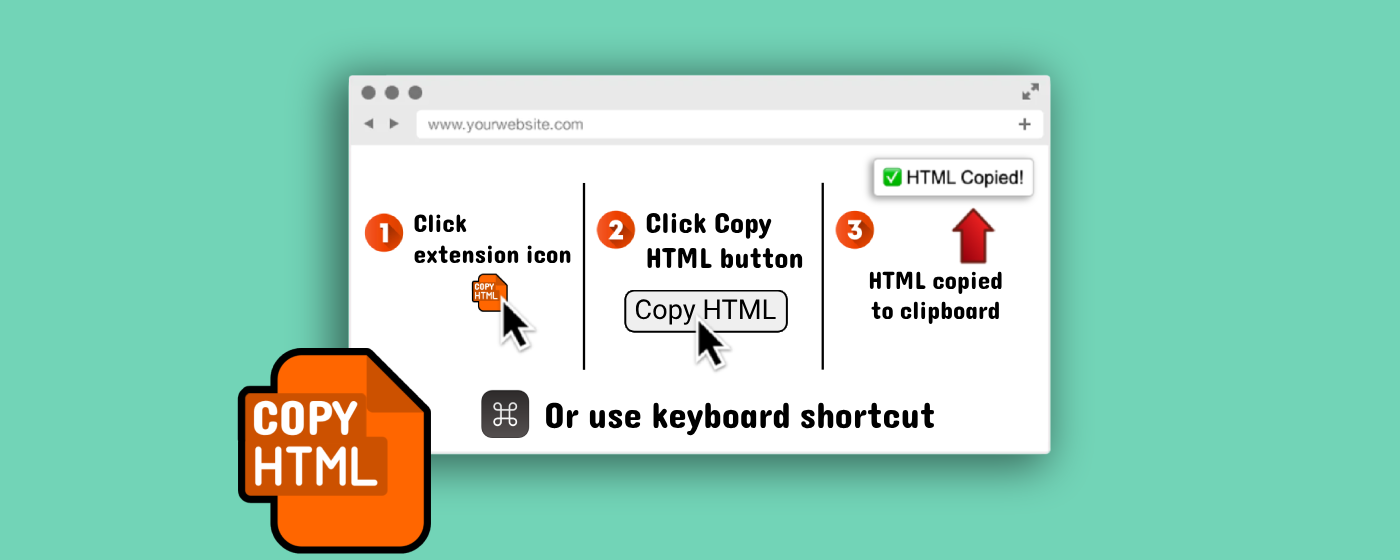 www.yourwebsite.com
✅ HTML Copied!
1
Click
extension icon
COPY
HTML
2
Click Copy
HTML button
Copy HTML
3
HTML copied
to clipboard
⌘ Or use keyboard shortcut
COPY
HTML